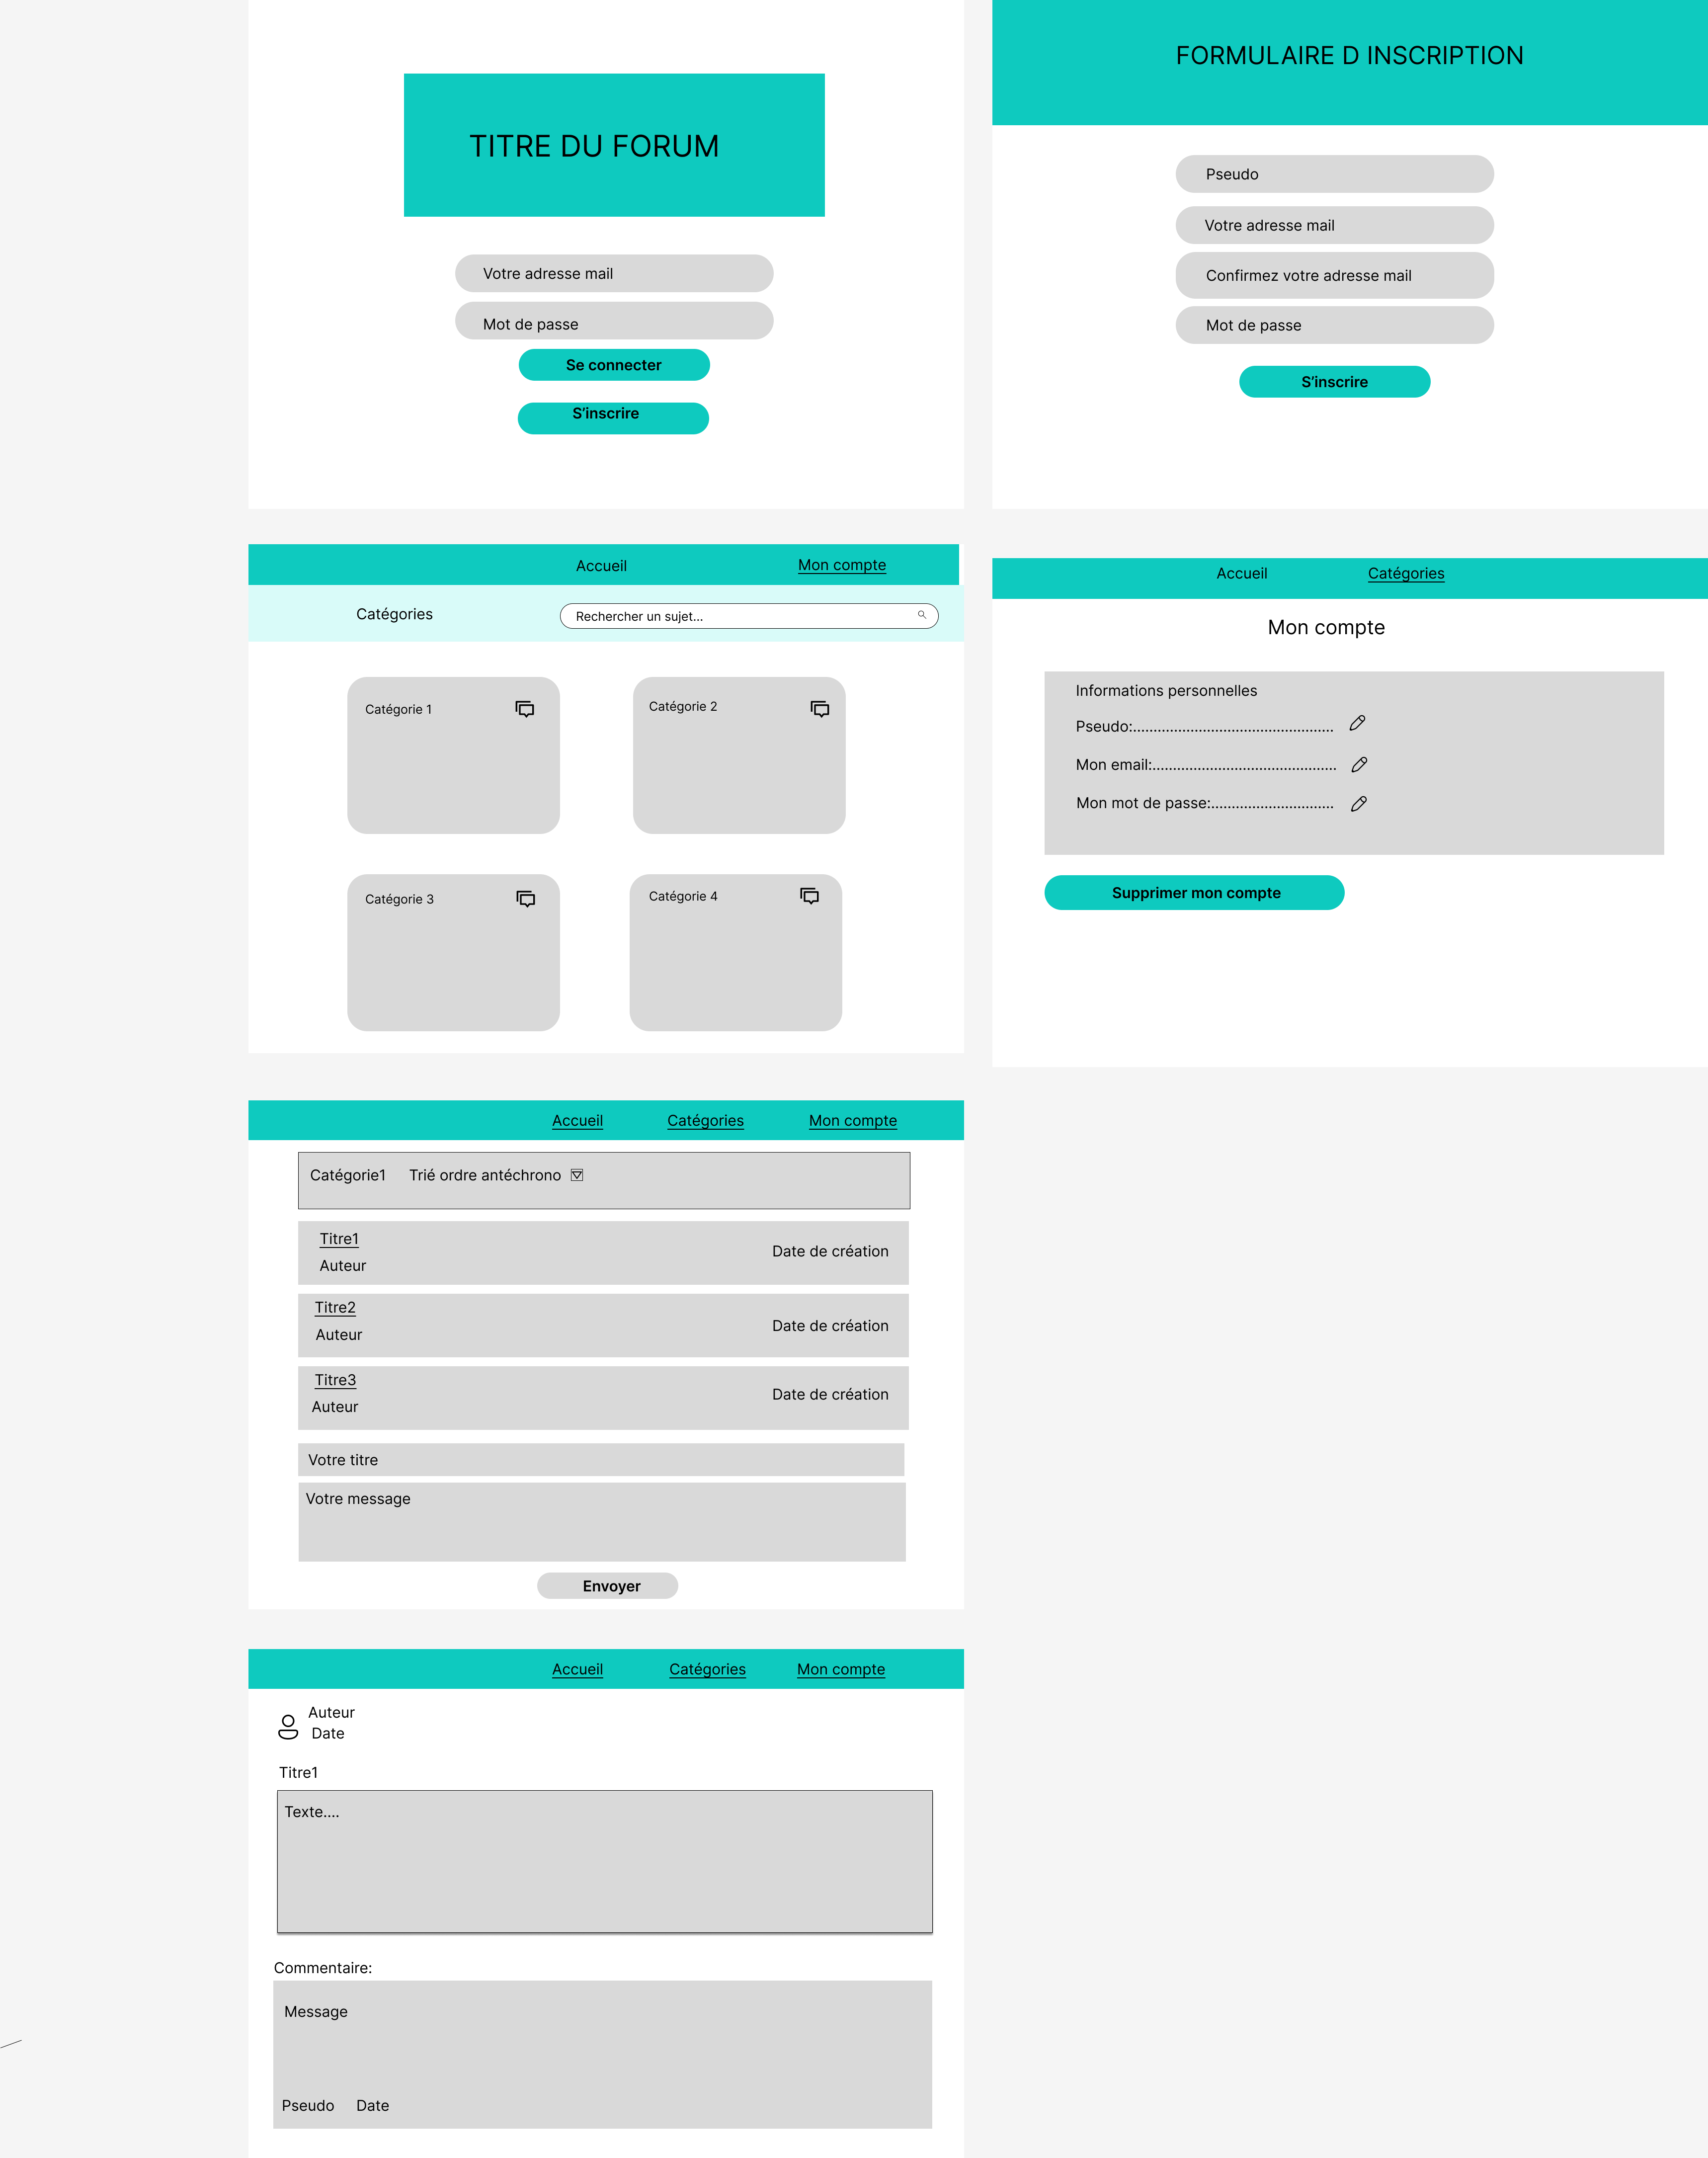 TITRE DU FORUM
Votre adresse mail
Mot de passe
Se connecter
S’inscrire
FORMULAIRE D INSCRIPTION
Pseudo
Votre adresse mail
Confirmez votre adresse mail
Mot de passe
S’inscrire
Accueil Mon compte
Catégories Rechercher un sujet...
Catégorie 1 Catégorie 2
Catégorie 3 Catégorie 4
Accueil Catégories
Mon compte
Informations personnelles
Pseudo:.................................................
Mon email:.............................................
Mon mot de passe:..............................
Supprimer mon compte
Accueil Catégories Mon compte
Catégorie1 Trié ordre antéchrono
Titre1
Auteur Date de création
Titre2
Auteur Date de création
Titre3
Auteur Date de création
Votre titre
Votre message
Envoyer
Accueil Catégories Mon compte
Auteur
Date
Titre1
Texte....
Commentaire:
Message
Pseudo Date